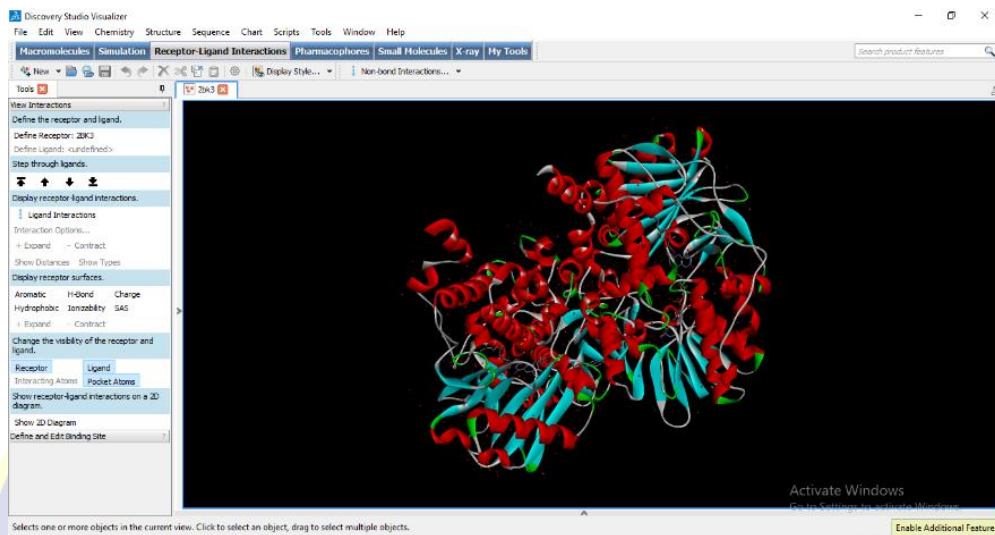 Discovery Studio Visualizer
File Edit View Chemistry Structure Sequence Chart Scripts Tools Window Help
Macromolecules Simulation Receptor-Ligand Interactions Pharmacophores Small Molecules X-ray My Tools
Search product features
New Display Style... Non-bond Interactions...
Tools 2bk3
View Interactions
Define the receptor and ligand.
Define Receptor: 2BK3
Define Ligand: <undefined>
Step through ligands.
Display receptor-ligand interactions.
Ligand Interactions
Interaction Options...
+ Expand - Contract
Show Distances Show Types
Display receptor surfaces.
Aromatic H-Bond Charge
Hydrophobic Ionizability SAS
+ Expand - Contract
Change the visibility of the receptor and
ligand.
Receptor Ligand
Interacting Atoms Pocket Atoms
Show receptor-ligand interactions on a 2D
diagram.
Show 2D Diagram
Define and Edit Binding Site
Activate Windows
Go to Settings to activate Windows.
Selects one or more objects in the current view. Click to select an object, drag to select multiple objects.
Enable Additional Feature